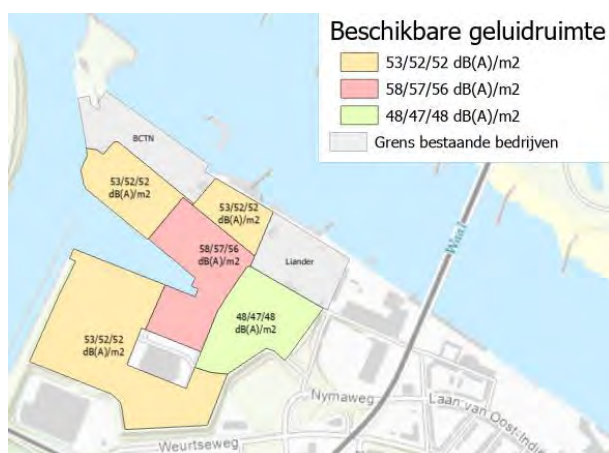 Beschikbare geluidruimte
53/52/52 dB(A)/m2
58/57/56 dB(A)/m2
48/47/48 dB(A)/m2
Grens bestaande bedrijven
BCTN
53/52/52
dB(A)/m2
53/52/52
dB(A)/m2
58/57/56
dB(A)/m2
Liander
Waal
48/47/48
dB(A)/m2
53/52/52
dB(A)/m2
Nymaweg
Laan van Oost-Indië
Weurtseweg